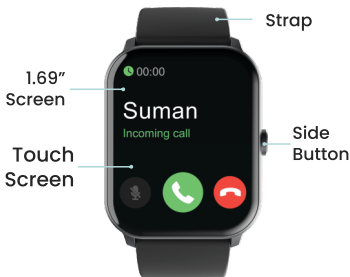 Strap
00:00
1.69”
Screen
Suman
Incoming call
Side
Button
Touch
Screen